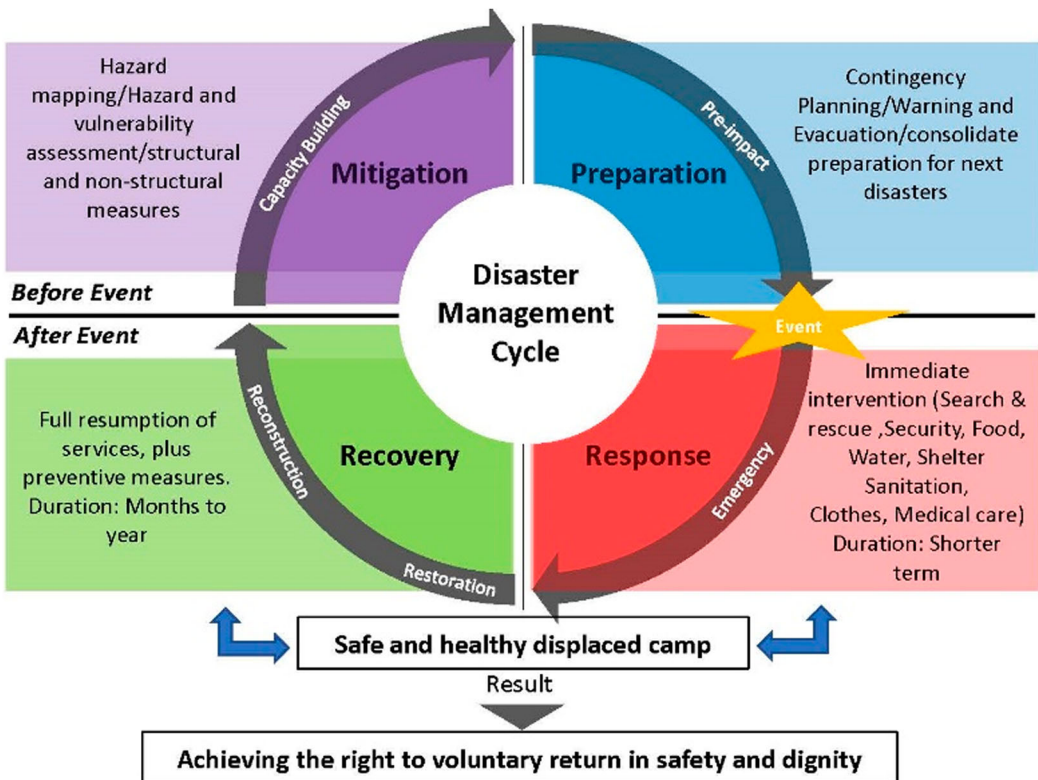 Hazard
mapping/Hazard and
vulnerability
assessment/structural
and non-structural
measures
Capacity Building
Mitigation
Preparation
Pre-impact
Contingency
Planning/Warning and
Evacuation/consolidate
preparation for next
disasters
Before Event
After Event
Disaster
Management
Cycle
Event
Full resumption of
services, plus
preventive measures.
Duration: Months to
year
Reconstruction
Restoration
Recovery
Response
Emergency
Immediate
intervention (Search &
rescue ,Security, Food,
Water, Shelter
Sanitation,
Clothes, Medical care)
Duration: Shorter
term
Safe and healthy displaced camp
Result
Achieving the right to voluntary return in safety and dignity